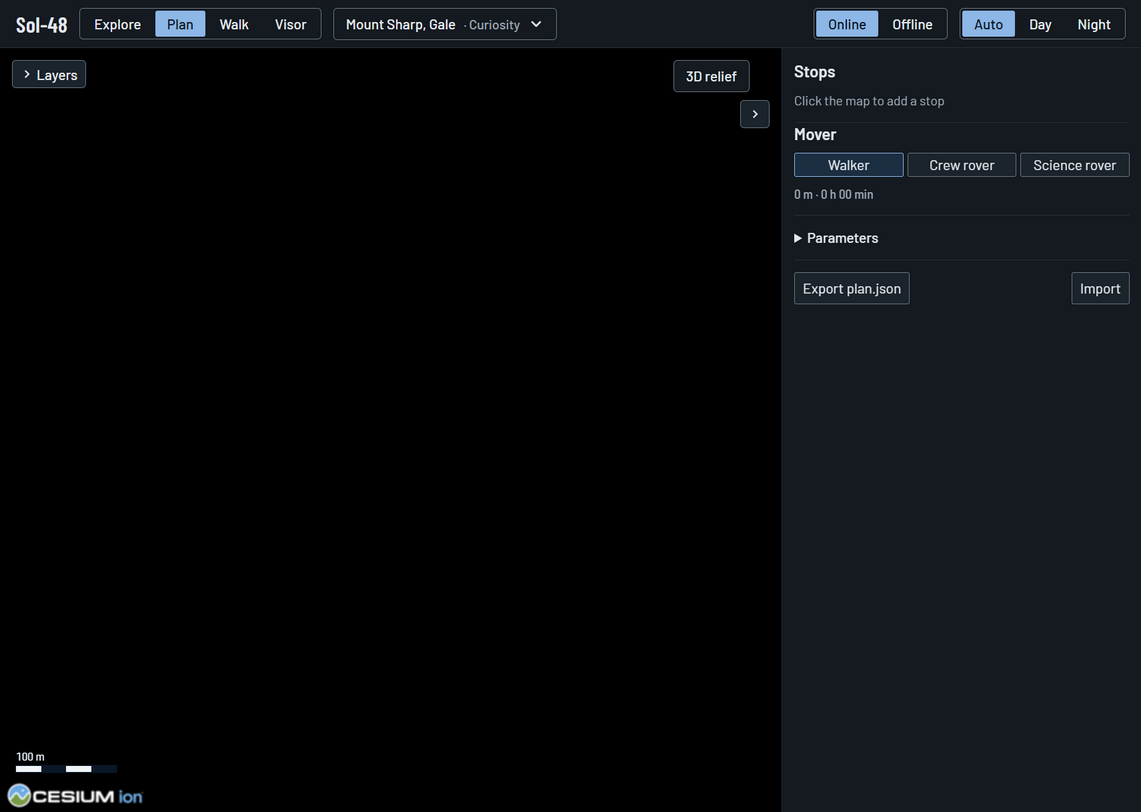 Sol-48
Explore Plan Walk Visor
Mount Sharp, Gale · Curiosity
Online Offline
Auto Day Night
Layers
3D relief
Stops
Click the map to add a stop
Mover
Walker Crew rover Science rover
0 m · 0 h 00 min
Parameters
Export plan.json Import
100 m
CESIUM ion